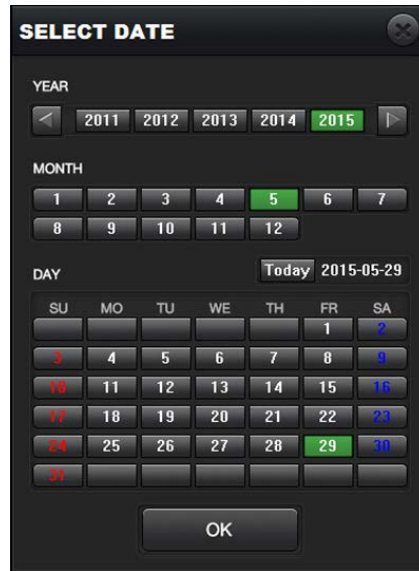 SELECT DATE
YEAR
2011 2012 2013 2014 2015
MONTH
1 2 3 4 5 6 7
8 9 10 11 12
DAY Today 2015-05-29
SU MO TU WE TH FR SA
1 2
3 4 5 6 7 8 9
10 11 12 13 14 15 16
17 18 19 20 21 22 23
24 25 26 27 28 29 30
31
OK